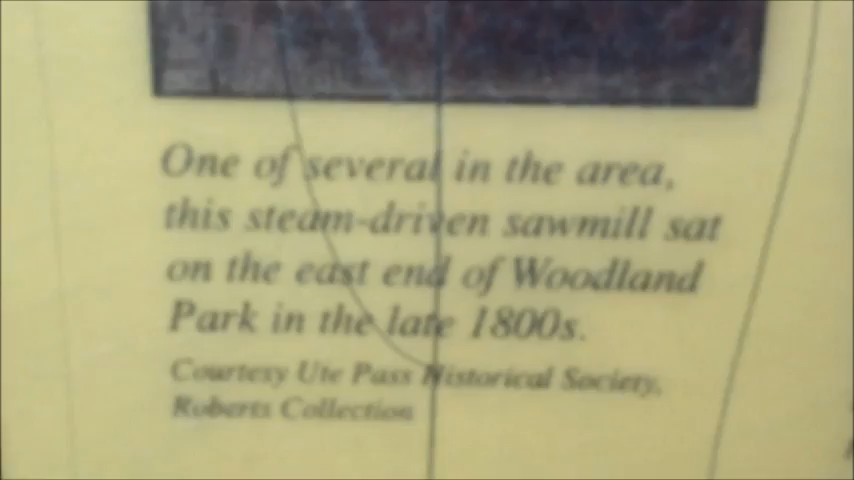 One of several in the area,
this steam-driven sawmill sat
on the east end of Woodland
Park in the late 1800s.
Courtesy Ute Pass Historical Society,
Roberts Collection